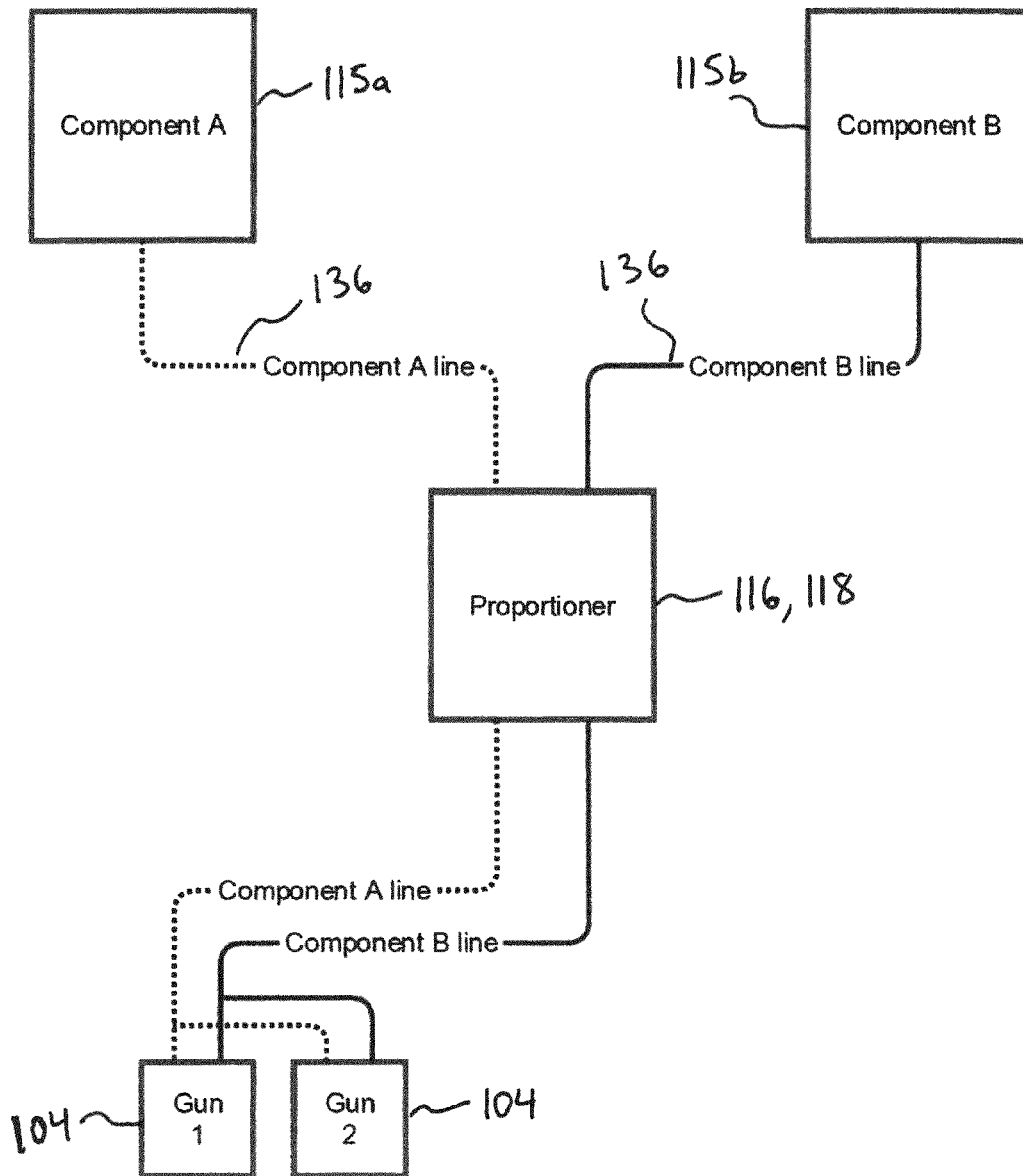 Component A
115a
115b
Component B
136
136
Component A line
Component B line
Proportioner
116, 118
Component A line
Component B line
Gun
1
Gun
2
104
104